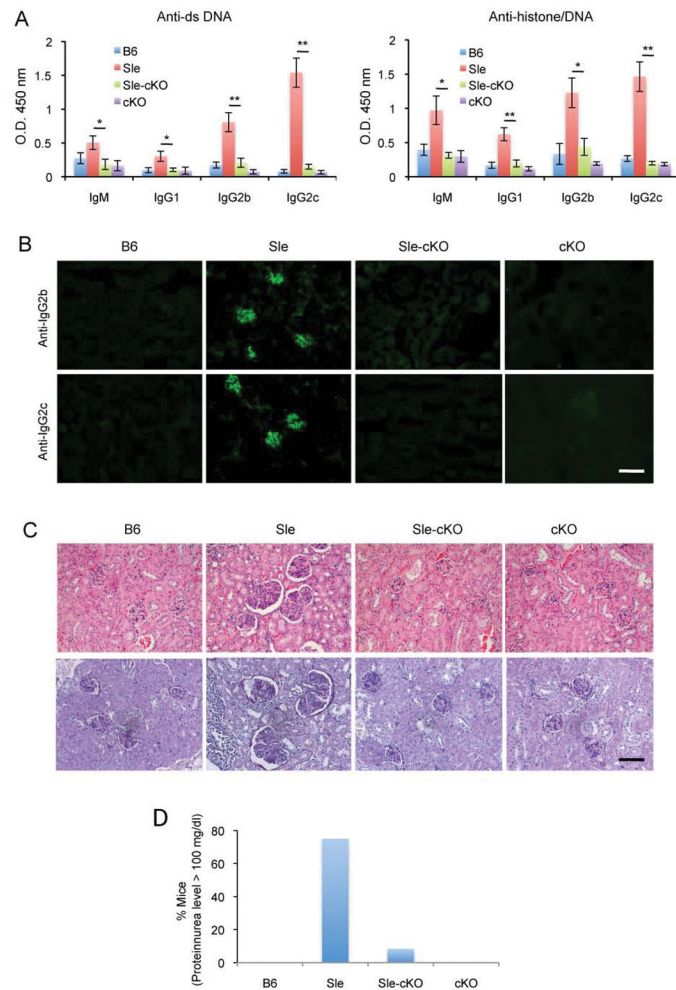 A
Anti-ds DNA
Anti-histone/DNA
O.D. 450 nm
2
1.5
1
0.5
0
B6
Sle
Sle-cKO
cKO
*
*
**
**
IgM
IgG1
IgG2b
IgG2c
O.D. 450 nm
2
1.5
1
0.5
0
B6
Sle
Sle-cKO
cKO
*
**
*
**
IgM
IgG1
IgG2b
IgG2c
B
B6
Sle
Sle-cKO
cKO
Anti-IgG2b
Anti-IgG2c
C
B6
Sle
Sle-cKO
cKO
D
% Mice
(Proteinnurea level > 100 mg/dl)
80
60
40
20
0
B6
Sle
Sle-cKO
cKO